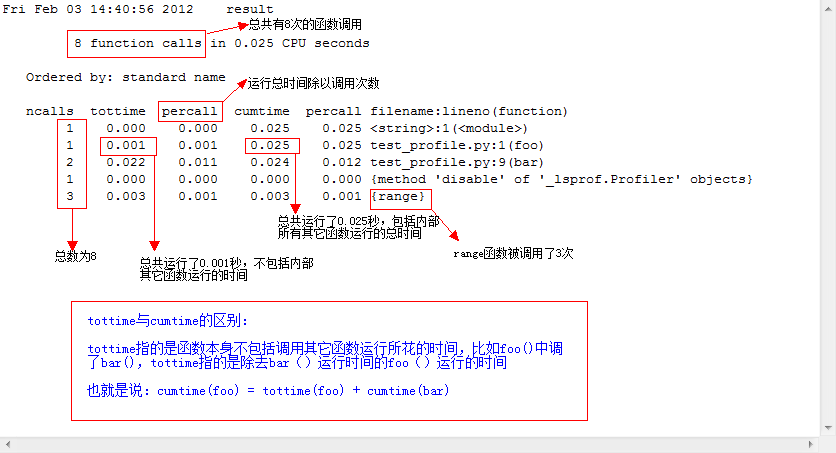 Fri Feb 03 14:40:56 2012    result
总共有8次的函数调用
8 function calls in 0.025 CPU seconds
Ordered by: standard name
运行总时间除以调用次数
ncalls  tottime  percall  cumtime  percall filename:lineno(function)
1    0.000    0.000    0.025    0.025 <string>:1(<module>)
1    0.001    0.001    0.025    0.025 test_profile.py:1(foo)
2    0.022    0.011    0.024    0.012 test_profile.py:9(bar)
1    0.000    0.000    0.000    0.000 {method 'disable' of '_lsprof.Profiler' objects}
3    0.003    0.001    0.003    0.001 {range}
总共运行了0.025秒，包括内部
所有其它函数运行的总时间
range函数被调用了3次
总数为8
总共运行了0.001秒，不包括内部
其它函数运行的时间
tottime与cumtime的区别：
tottime指的是函数本身不包括调用其它函数运行所花的时间，比如foo()中调
了bar()，tottime指的是除去bar（）运行时间的foo（）运行的时间
也就是说：cumtime(foo) = tottime(foo) + cumtime(bar)